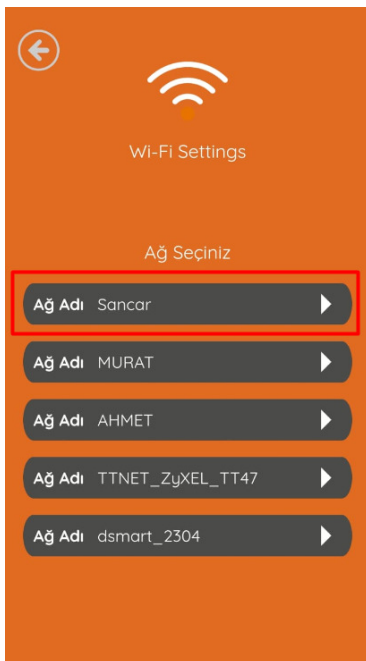 Wi-Fi Settings
Ağ Seçiniz
Ağ Adı Sancar
Ağ Adı MURAT
Ağ Adı AHMET
Ağ Adı TTNET_ZyXEL_TT47
Ağ Adı dsmart_2304